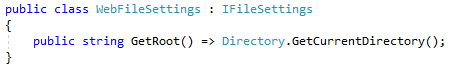 public class WebFileSettings : IFileSettings
{
    public string GetRoot() => Directory.GetCurrentDirectory();
}